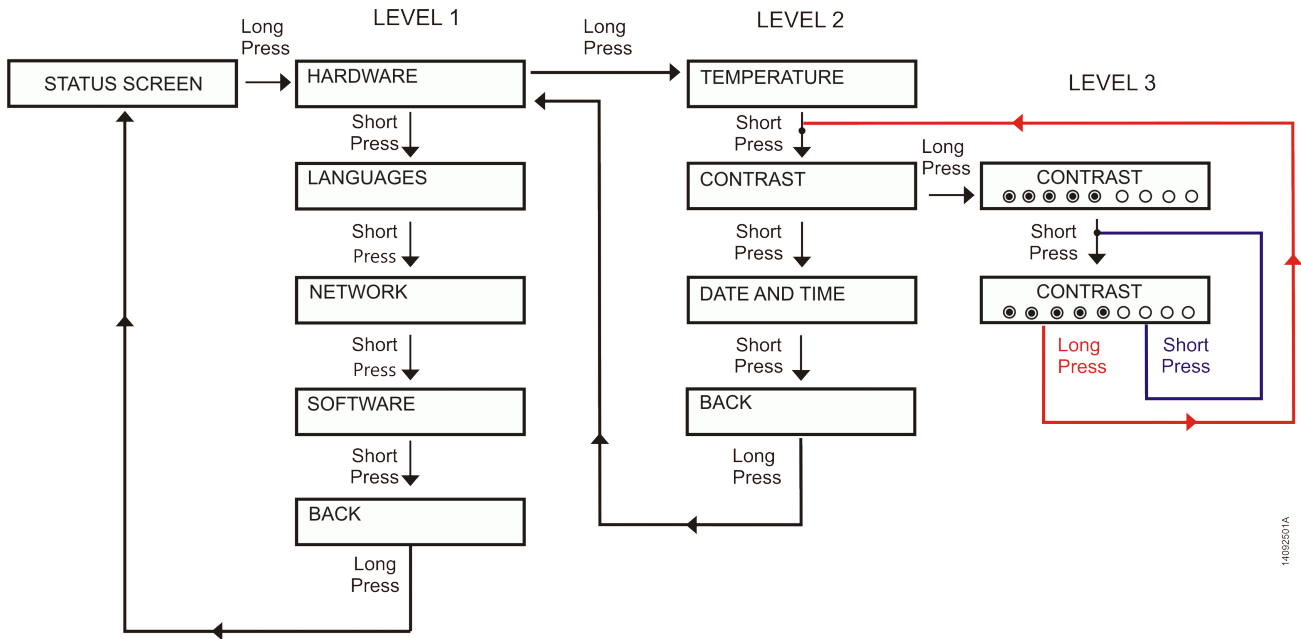 LEVEL 1
LEVEL 2
LEVEL 3
Long
Press
Long
Press
STATUS SCREEN
HARDWARE
TEMPERATURE
Short
Press
Short
Press
Long
Press
LANGUAGES
CONTRAST
CONTRAST
Short
Press
Short
Press
Short
Press
NETWORK
DATE AND TIME
CONTRAST
Short
Press
Short
Press
Long
Press
Short
Press
SOFTWARE
BACK
Short
Press
Long
Press
BACK
Long
Press
14092501A